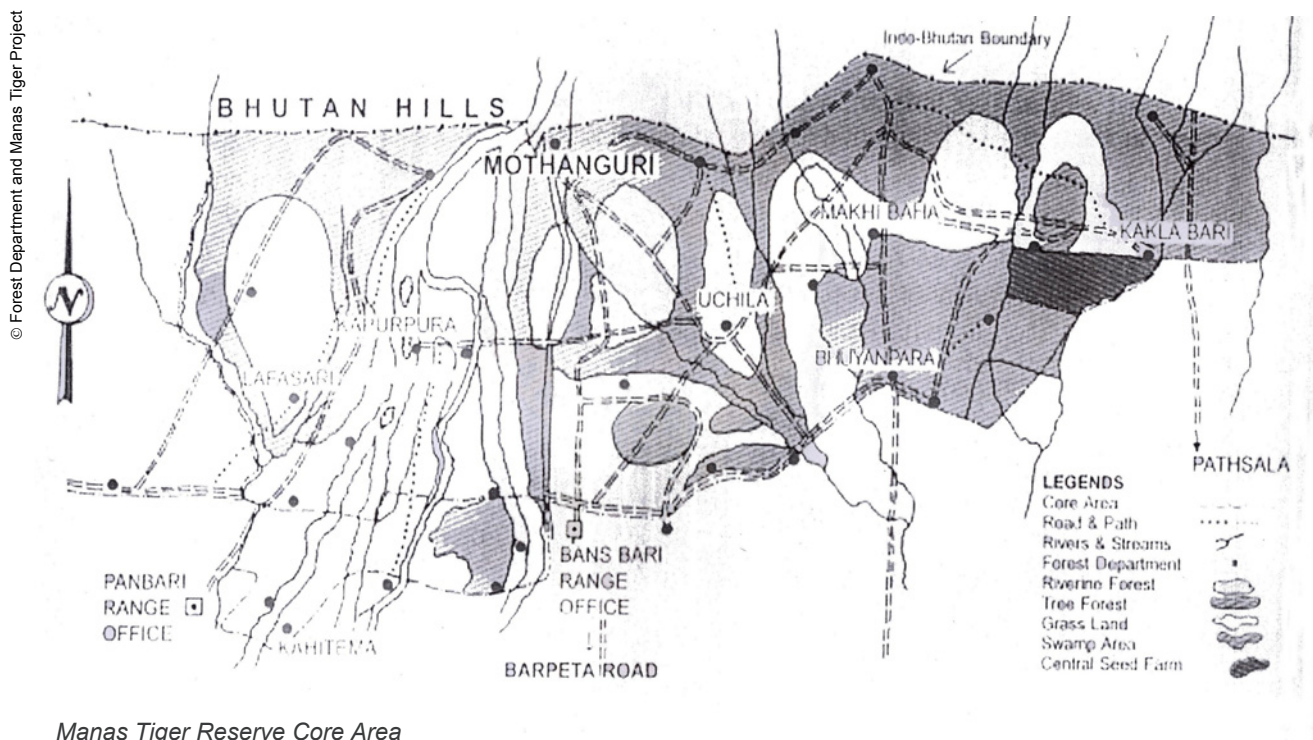 © Forest Department and Manas Tiger Project
Indo-Bhutan Boundary
BHUTAN HILLS
MOTHANGURI
MAKHI BAHA
KAKLA BARI
N
UCHILA
KAPURPURA
BHUYANPARA
LAFASARI
PATHSALA
LEGENDS
Core Area
Road & Path
Rivers & Streams
Forest Department
Riverine Forest
Tree Forest
Grass Land
Swamp Area
Central Seed Farm
BANS BARI
RANGE
OFFICE
PANBARI
RANGE
OFFICE
KAHITEMA
BARPETA ROAD
Manas Tiger Reserve Core Area